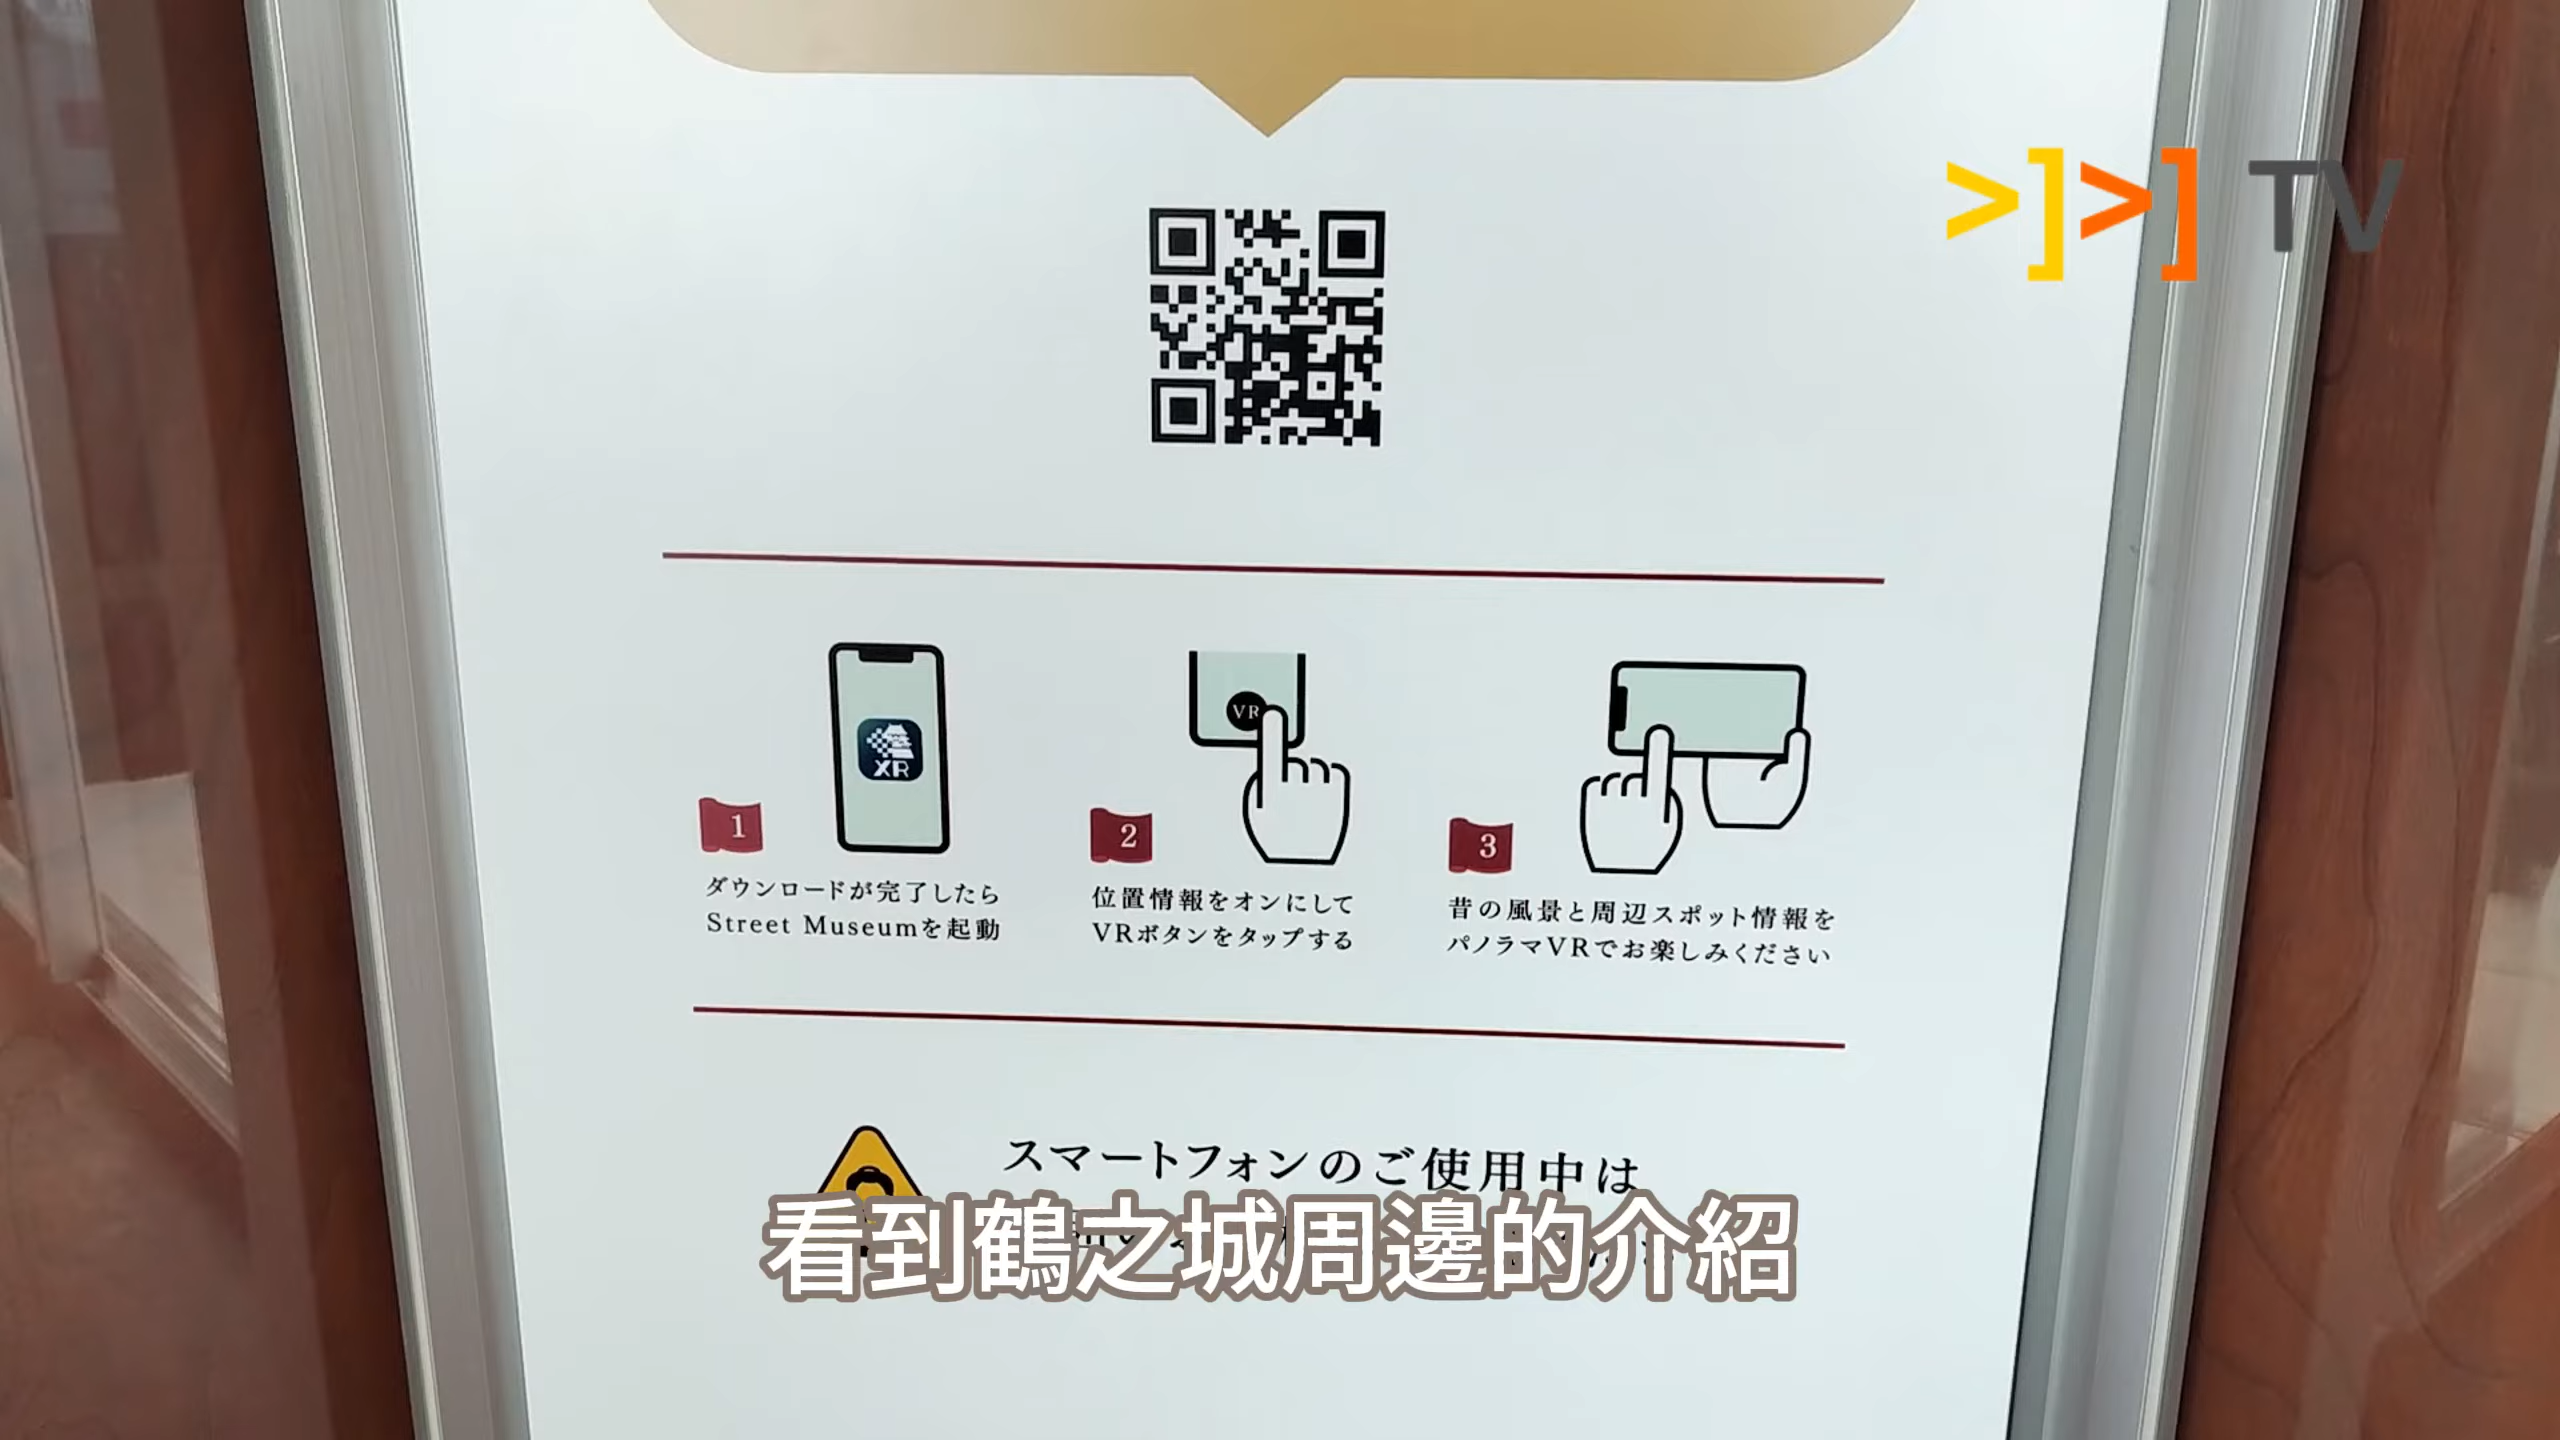 >]>] TV
XR
VR
1
ダウンロードが完了したら
Street Museumを起動
2
位置情報をオンにして
VRボタンをタップする
3
昔の風景と周辺スポット情報を
パノラマVRでお楽しみください
スマートフォンのご使用中は
看到鶴之城周邊的介紹